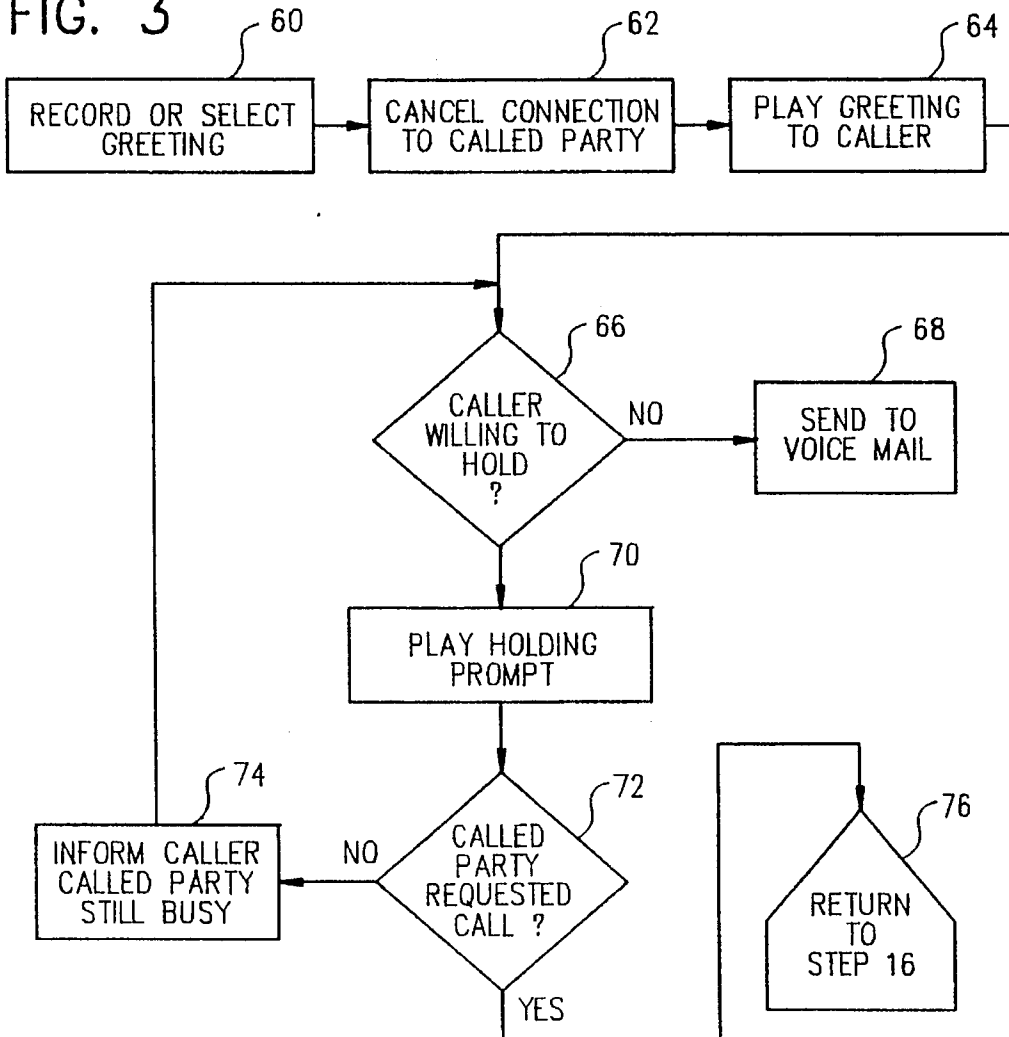 FIG. 3
60
62
64
RECORD OR SELECT
GREETING
CANCEL CONNECTION
TO CALLED PARTY
PLAY GREETING
TO CALLER
66
68
CALLER
WILLING TO
HOLD
?
NO
SEND TO
VOICE MAIL
70
PLAY HOLDING
PROMPT
74
72
76
INFORM CALLER
CALLED PARTY
STILL BUSY
NO
CALLED
PARTY
REQUESTED
CALL ?
RETURN
TO
STEP 16
YES